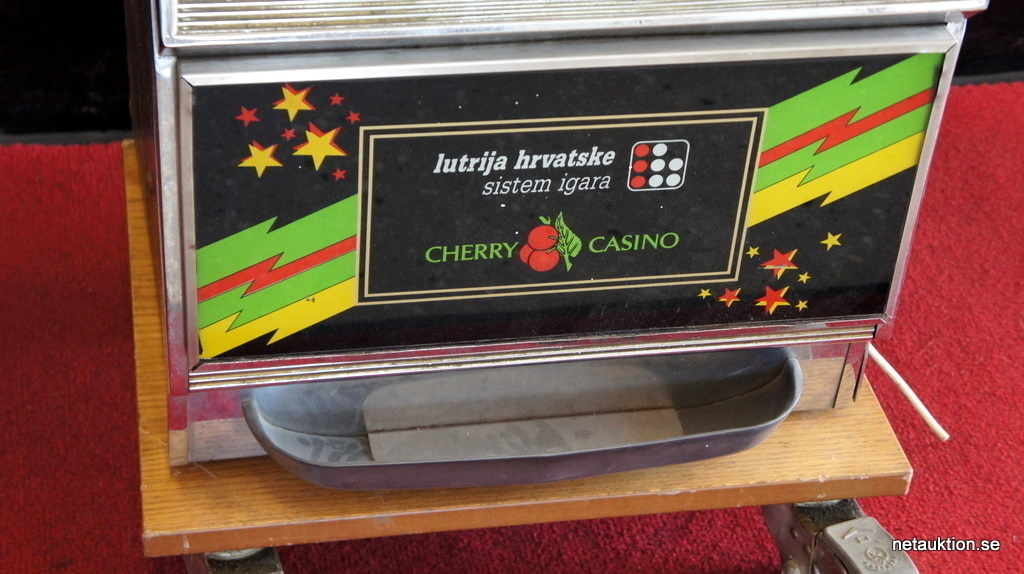 lutrija hrvatske
sistem igara
CHERRY CASINO
netauktion.se